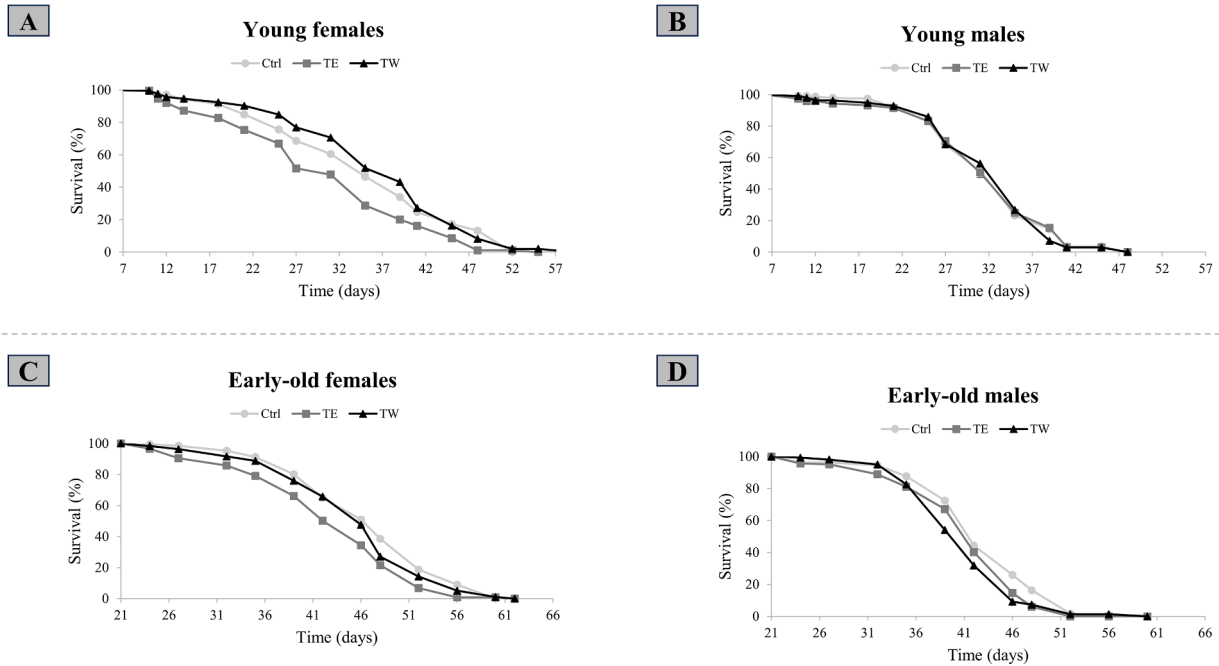 A
Young females
Ctrl TE TW
Survival (%)
100
80
60
40
20
0
7 12 17 22 27 32 37 42 47 52 57
Time (days)
B
Young males
Ctrl TE TW
Survival (%)
100
80
60
40
20
0
7 12 17 22 27 32 37 42 47 52 57
Time (days)
C
Early-old females
Ctrl TE TW
Survival (%)
100
80
60
40
20
0
21 26 31 36 41 46 51 56 61 66
Time (days)
D
Early-old males
Ctrl TE TW
Survival (%)
100
80
60
40
20
0
21 26 31 36 41 46 51 56 61 66
Time (days)